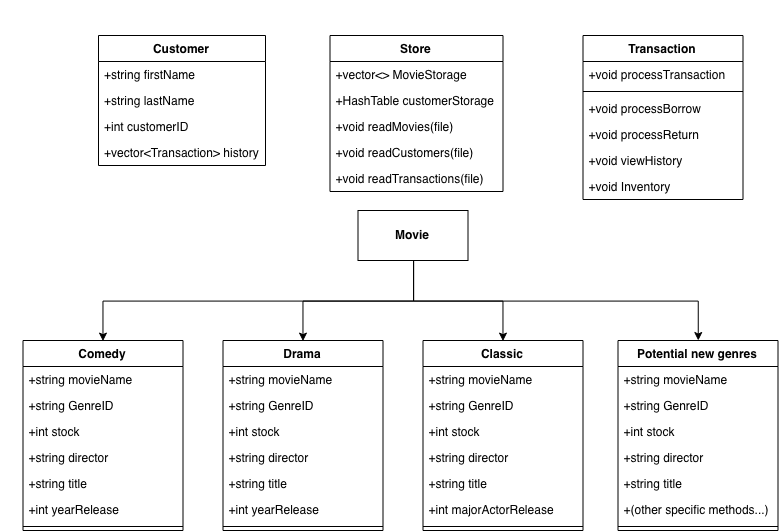 Customer
+string firstName
+string lastName
+int customerID
+vector<Transaction> history
Store
+vector<> MovieStorage
+HashTable customerStorage
+void readMovies(file)
+void readCustomers(file)
+void readTransactions(file)
Transaction
+void processTransaction
+void processBorrow
+void processReturn
+void viewHistory
+void Inventory
Movie
Comedy
+string movieName
+string GenreID
+int stock
+string director
+string title
+int yearRelease
Drama
+string movieName
+string GenreID
+int stock
+string director
+string title
+int yearRelease
Classic
+string movieName
+string GenreID
+int stock
+string director
+string title
+int majorActorRelease
Potential new genres
+string movieName
+string GenreID
+int stock
+string director
+string title
+(other specific methods...)